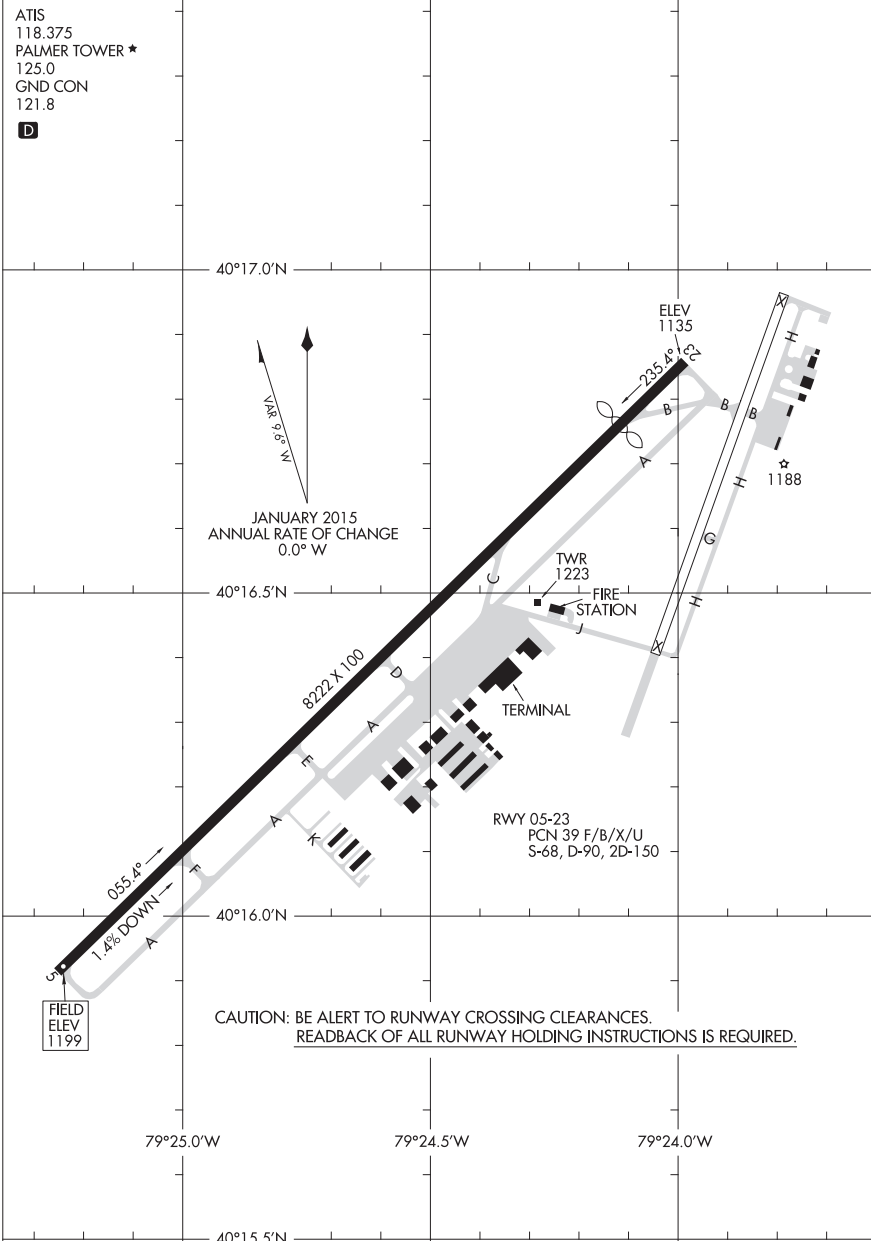 ATIS
118.375
PALMER TOWER ★
125.0
GND CON
121.8
D
40°17.0'N
ELEV
1135
23
235.4°
X
H
B
B
B
A
H
1188
VAR 9.6° W
JANUARY 2015
ANNUAL RATE OF CHANGE
0.0° W
G
C
TWR
1223
40°16.5'N
FIRE
STATION
H
J
X
8222 X 100
D
TERMINAL
A
E
RWY 05-23
PCN 39 F/B/X/U
S-68, D-90, 2D-150
A
K
055.4°
F
1.4% DOWN
40°16.0'N
A
5
FIELD
ELEV
1199
CAUTION: BE ALERT TO RUNWAY CROSSING CLEARANCES.
READBACK OF ALL RUNWAY HOLDING INSTRUCTIONS IS REQUIRED.
79°25.0'W
79°24.5'W
79°24.0'W
40°15.5'N